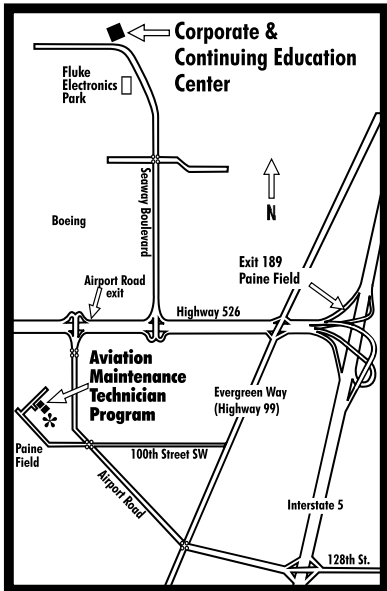 Corporate &
Continuing Education
Center
Fluke
Electronics
Park
Seaway Boulevard
N
Boeing
Exit 189
Paine Field
Airport Road
exit
Highway 526
Aviation
Maintenance
Technician
Program
Evergreen Way
(Highway 99)
Paine
Field
100th Street SW
Airport Road
Interstate 5
128th St.